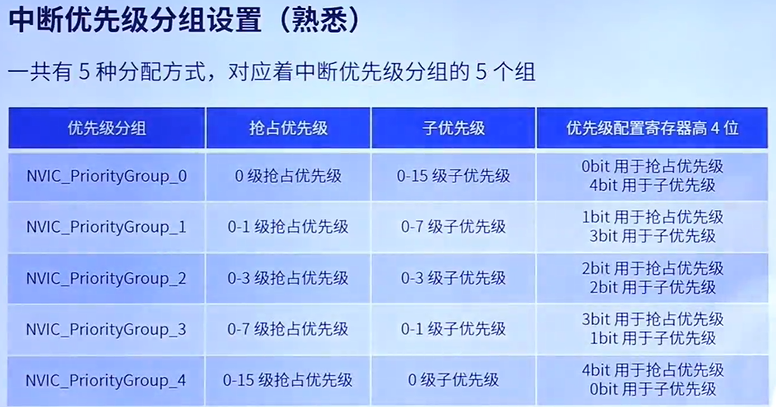 中断优先级分组设置（熟悉）
一共有 5 种分配方式，对应着中断优先级分组的 5 个组
优先级分组 抢占优先级 子优先级 优先级配置寄存器高 4 位
NVIC_PriorityGroup_0 0 级抢占优先级 0-15 级子优先级 0bit 用于抢占优先级
4bit 用于子优先级
NVIC_PriorityGroup_1 0-1 级抢占优先级 0-7 级子优先级 1bit 用于抢占优先级
3bit 用于子优先级
NVIC_PriorityGroup_2 0-3 级抢占优先级 0-3 级子优先级 2bit 用于抢占优先级
2bit 用于子优先级
NVIC_PriorityGroup_3 0-7 级抢占优先级 0-1 级子优先级 3bit 用于抢占优先级
1bit 用于子优先级
NVIC_PriorityGroup_4 0-15 级抢占优先级 0 级子优先级 4bit 用于抢占优先级
0bit 用于子优先级